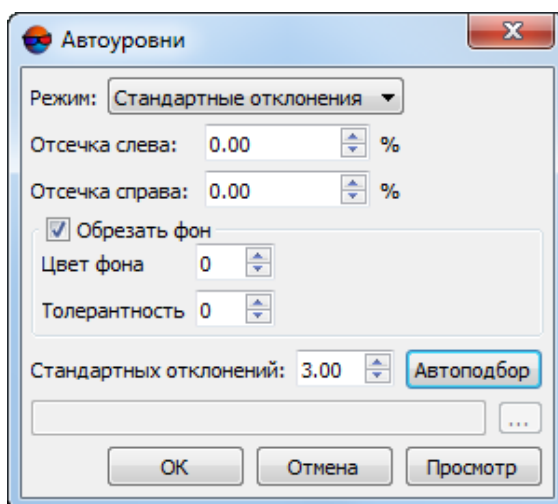 Автоуровни
Режим: Стандартные отклонения
Отсечка слева: 0.00 %
Отсечка справа: 0.00 %
Обрезать фон
Цвет фона 0
Толерантность 0
Стандартных отклонений: 3.00 Автоподбор
...
OK Отмена Просмотр